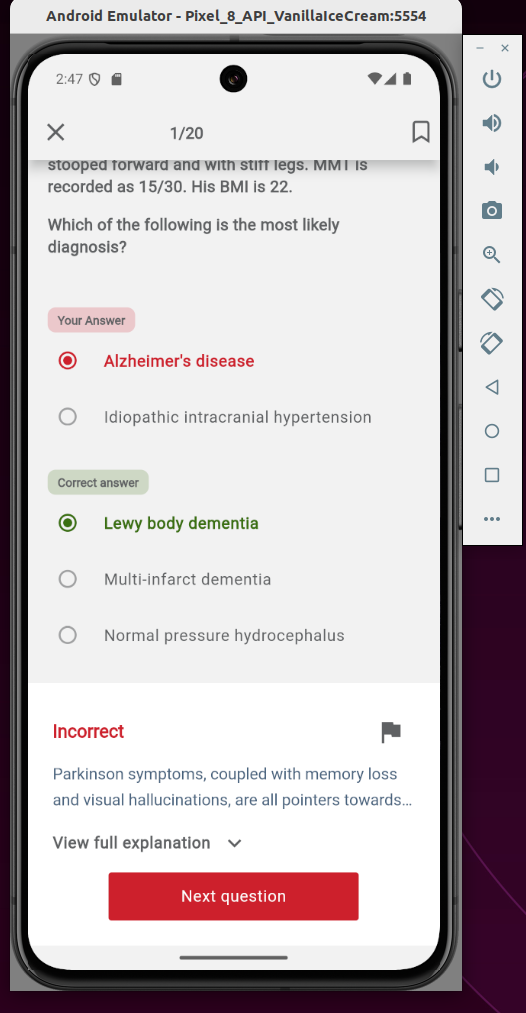 Android Emulator - Pixel_8_API_VanillaIceCream:5554
2:47
1/20
stooped forward and with stiff legs. MMT is
recorded as 15/30. His BMI is 22.
Which of the following is the most likely
diagnosis?
Your Answer
Alzheimer's disease
Idiopathic intracranial hypertension
Correct answer
Lewy body dementia
Multi-infarct dementia
Normal pressure hydrocephalus
Incorrect
Parkinson symptoms, coupled with memory loss
and visual hallucinations, are all pointers towards...
View full explanation
Next question